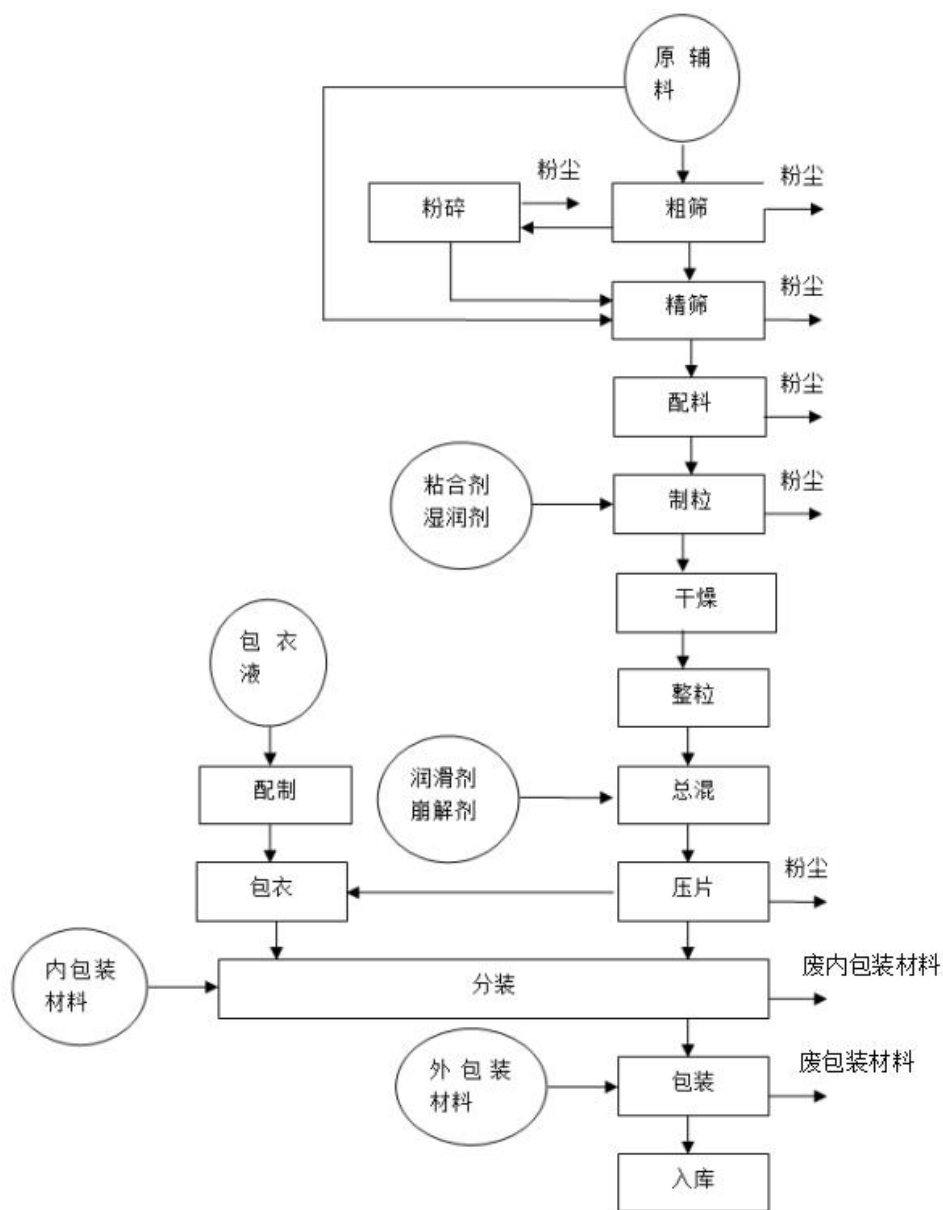 原辅
料
粉尘
粉尘
粉碎
粗筛
粉尘
精筛
粉尘
配料
粘合剂
湿润剂
粉尘
制粒
干燥
包衣
液
整粒
配制
润滑剂
崩解剂
总混
粉尘
包衣
压片
内包装
材料
分装
废内包装材料
外包装
材料
包装
废包装材料
入库